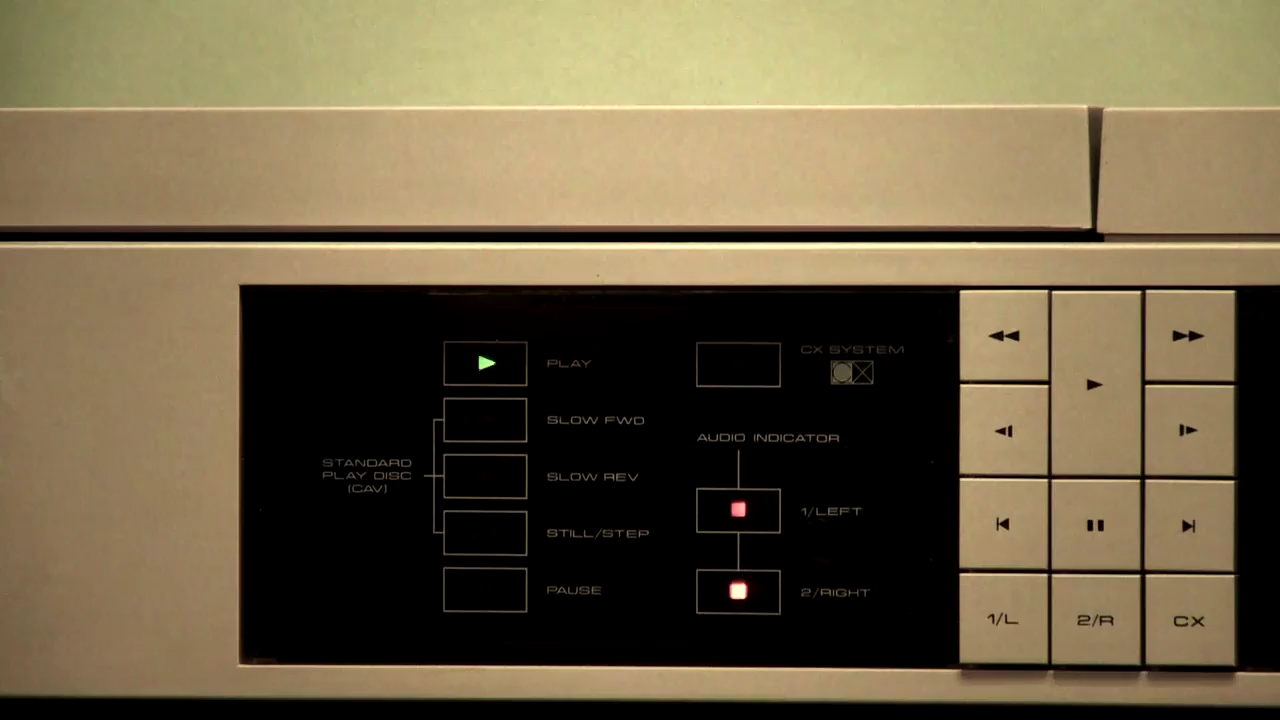 PLAY
SLOW FWD
SLOW REV
STILL/STEP
PAUSE
STANDARD
PLAY DISC
(CAV)
CX SYSTEM
AUDIO INDICATOR
1/LEFT
2/RIGHT
1/L
2/R
CX